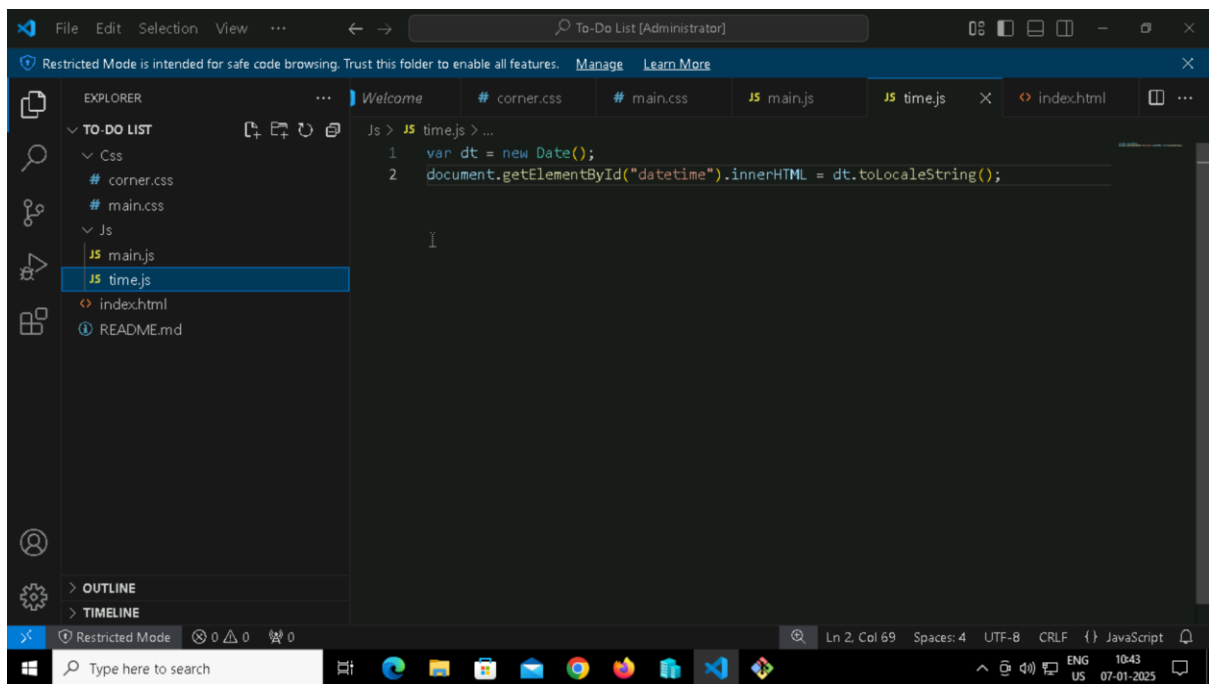 File Edit Selection View ··· To-Do List [Administrator]
Restricted Mode is intended for safe code browsing. Trust this folder to enable all features. Manage Learn More
EXPLORER ··· Welcome # corner.css # main.css JS main.js JS time.js <> index.html ···
TO-DO LIST Js > JS time.js > ...
Css 1 var dt = new Date();
# corner.css 2 document.getElementById("datetime").innerHTML = dt.toLocaleString();
# main.css
Js
JS main.js
JS time.js
<> index.html
README.md
OUTLINE
TIMELINE
Restricted Mode 0 0 0 Ln 2, Col 69 Spaces: 4 UTF-8 CRLF {} JavaScript
Type here to search ENG 10:43
US 07-01-2025